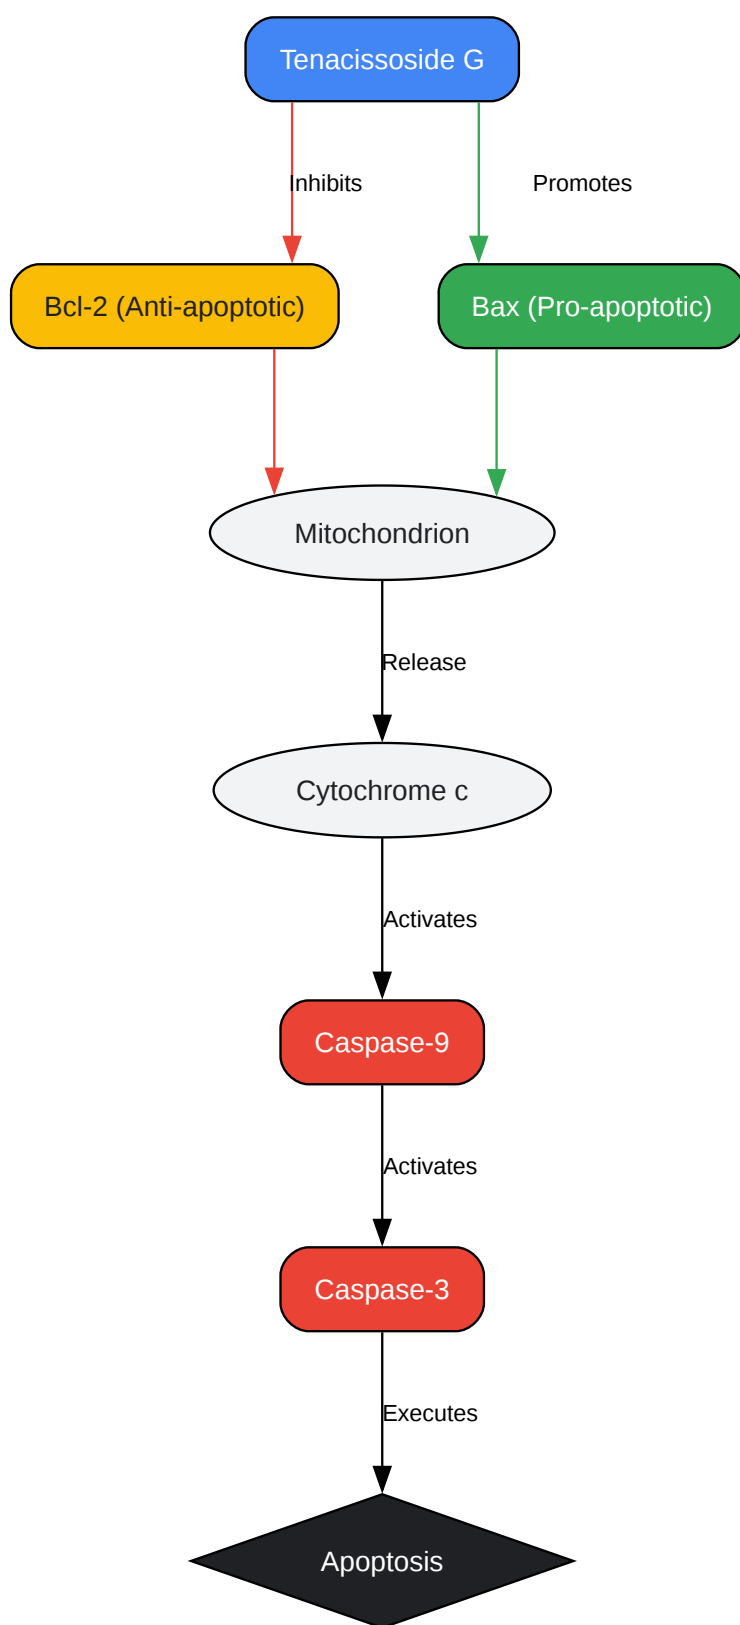 Tenacissoside G
Inhibits
Promotes
Bcl-2 (Anti-apoptotic)
Bax (Pro-apoptotic)
Mitochondrion
Release
Cytochrome c
Activates
Caspase-9
Activates
Caspase-3
Executes
Apoptosis